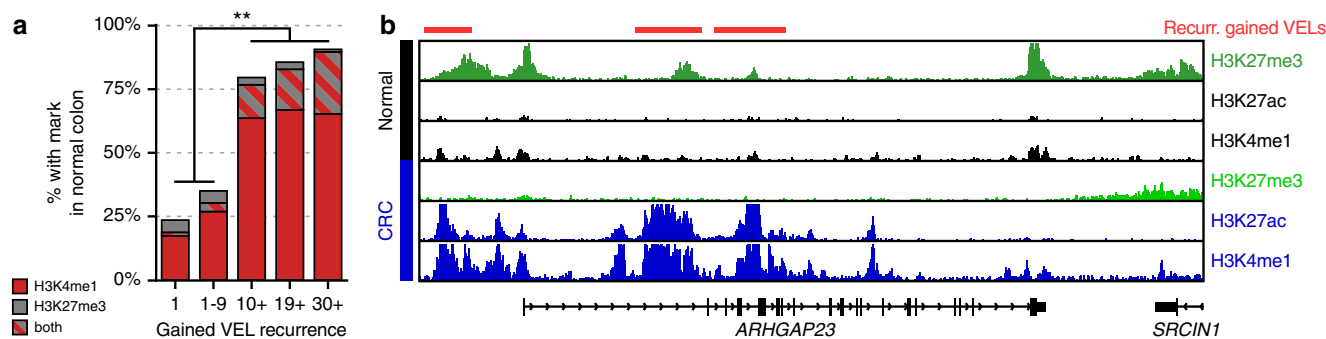 a
**
100%
75%
50%
25%
0%
% with mark
in normal colon
1
1-9
10+
19+
30+
Gained VEL recurrence
H3K4me1
H3K27me3
both
b
Recurr. gained VELs
Normal
H3K27me3
H3K27ac
H3K4me1
CRC
H3K27me3
H3K27ac
H3K4me1
ARHGAP23
SRCIN1